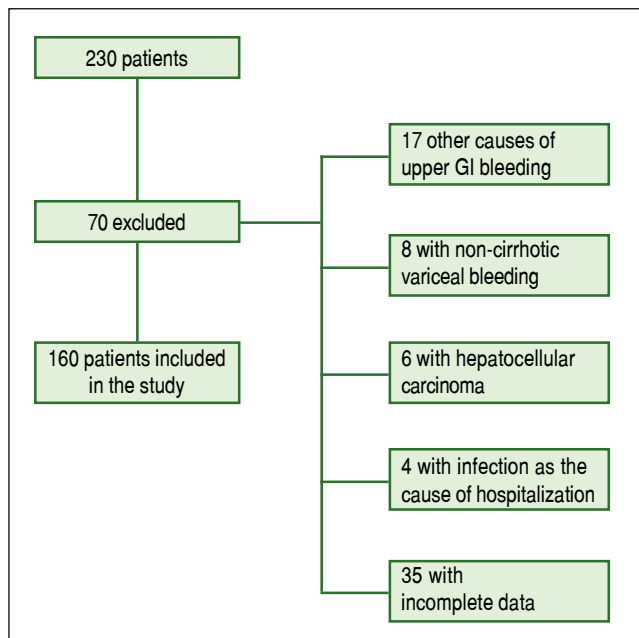 230 patients
70 excluded
160 patients included
in the study
17 other causes of
upper GI bleeding
8 with non-cirrhotic
variceal bleeding
6 with hepatocellular
carcinoma
4 with infection as the
cause of hospitalization
35 with
incomplete data